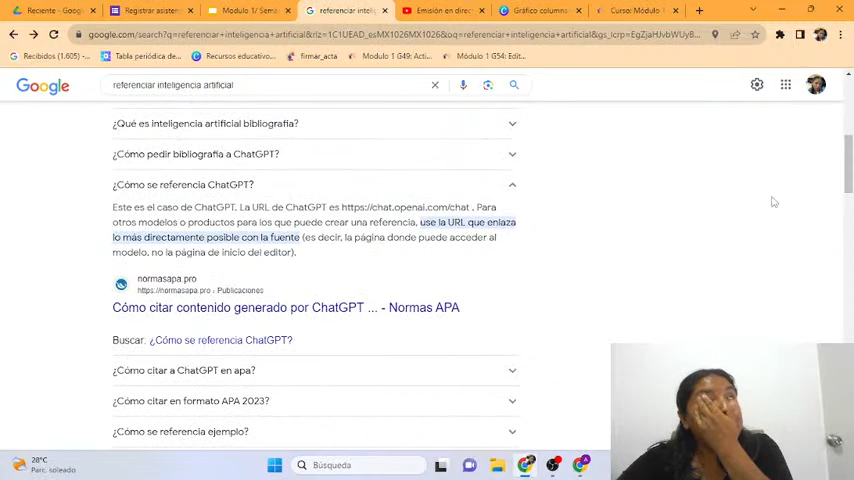 Reciente – Goog
Registrar asisten
Modulo 1/ Sema
referenciar inteli
Emisión en direc
Gráfico column
Curso: Módulo
google.com/search?q=referenciar+inteligencia+artificial&rlz=1C1UEAD_esMX1026MX1026&oq=referenciar+inteligencia+artificial&gs_lcrp=EgZjaHJvbWUyB...
Recibidos (1.605) -...
Tabla periódica de...
Recursos educativo...
firmar_acta
Modulo 1 G49: Acti...
Módulo 1 G54: Edit...
Google
referenciar inteligencia artificial
¿Qué es inteligencia artificial bibliografia?
¿Cómo pedir bibliografía a ChatGPT?
¿Cómo se referencia ChatGPT?
Este es el caso de ChatGPT. La URL de ChatGPT es https://chat.openai.com/chat . Para
otros modelos o productos para los que puede crear una referencia, use la URL que enlaza
lo más directamente posible con la fuente (es decir, la página donde puede acceder al
modelo, no la página de inicio del editor).
normasapa.pro
https://normasapa.pro › Publicaciones
Cómo citar contenido generado por ChatGPT ... - Normas APA
Buscar: ¿Cómo se referencia ChatGPT?
¿Cómo citar a ChatGPT en apa?
¿Cómo citar en formato APA 2023?
¿Cómo se referencia ejemplo?
28°C
Parc. soleado
Búsqueda